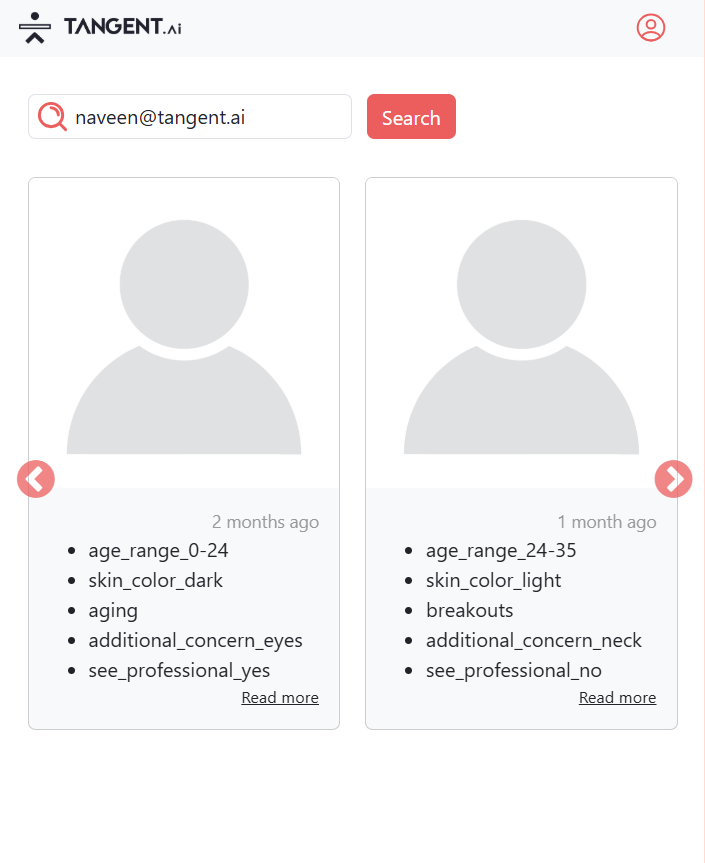 TANGENT.Ai
naveen@tangent.ai
Search
2 months ago
age_range_0-24
skin_color_dark
aging
additional_concern_eyes
see_professional_yes
Read more
1 month ago
age_range_24-35
skin_color_light
breakouts
additional_concern_neck
see_professional_no
Read more